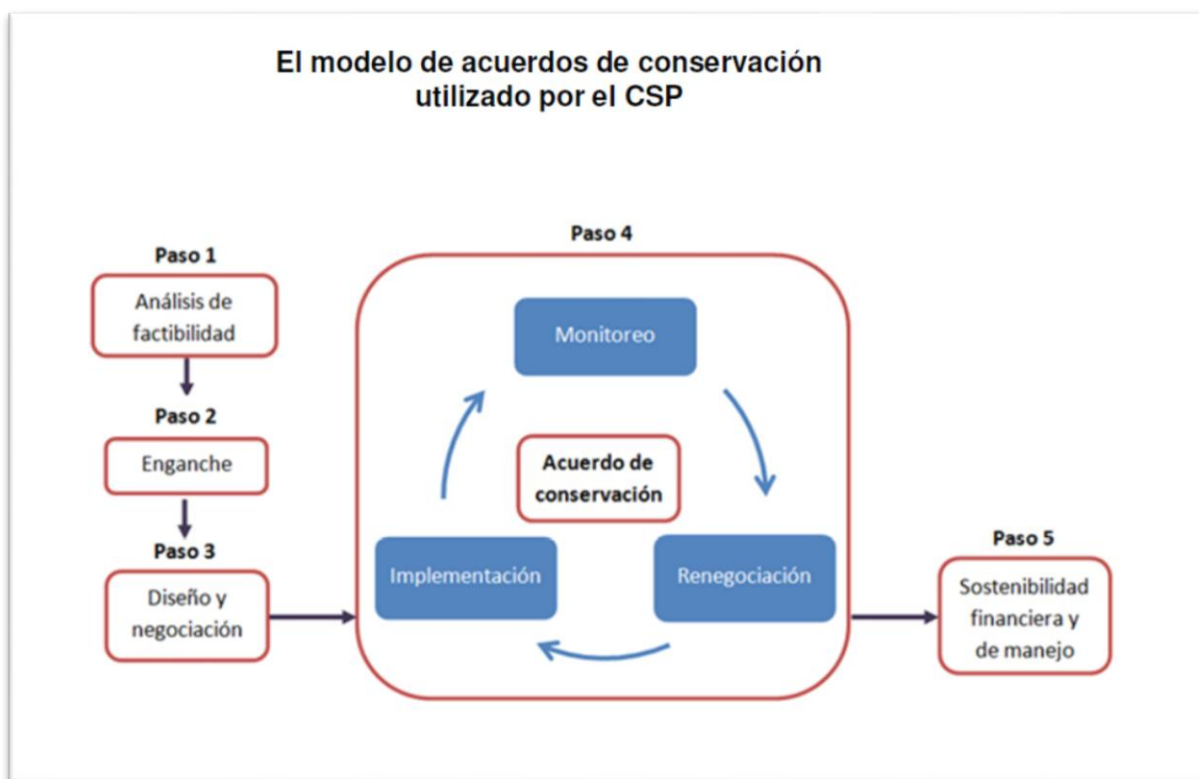 El modelo de acuerdos de conservación
utilizado por el CSP
Paso 1
Análisis de
factibilidad
Paso 2
Enganche
Paso 3
Diseño y
negociación
Paso 4
Monitoreo
Acuerdo de
conservación
Implementación
Renegociación
Paso 5
Sostenibilidad
financiera y
de manejo